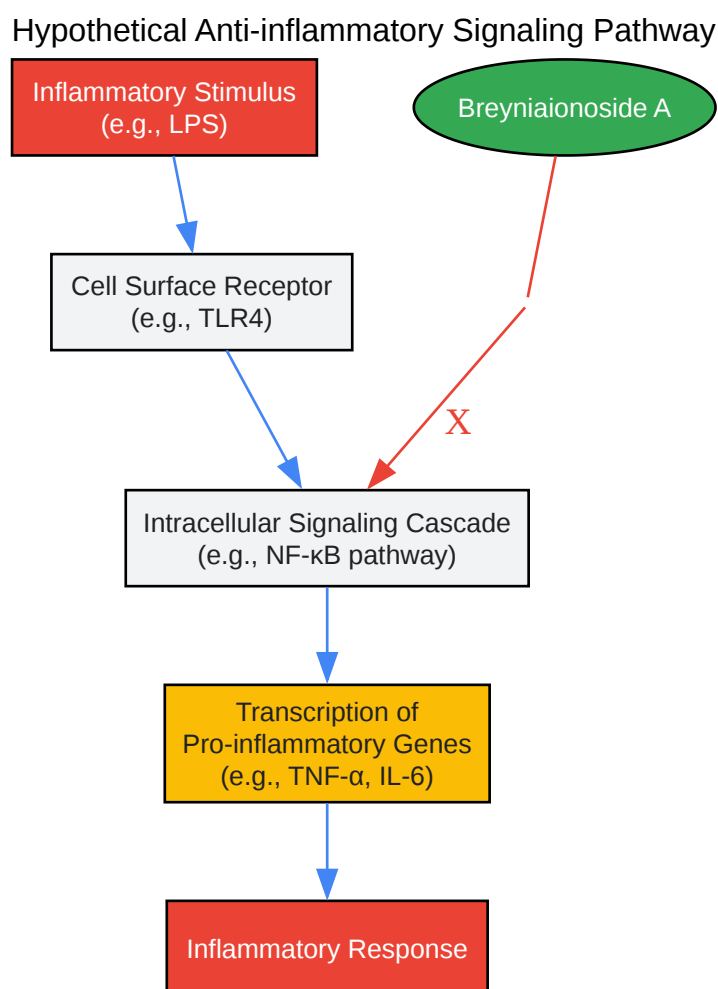 Hypothetical Anti-inflammatory Signaling Pathway
Inflammatory Stimulus
(e.g., LPS)
Breyniaionoside A
Cell Surface Receptor
(e.g., TLR4)
X
Intracellular Signaling Cascade
(e.g., NF-κB pathway)
Transcription of
Pro-inflammatory Genes
(e.g., TNF-α, IL-6)
Inflammatory Response